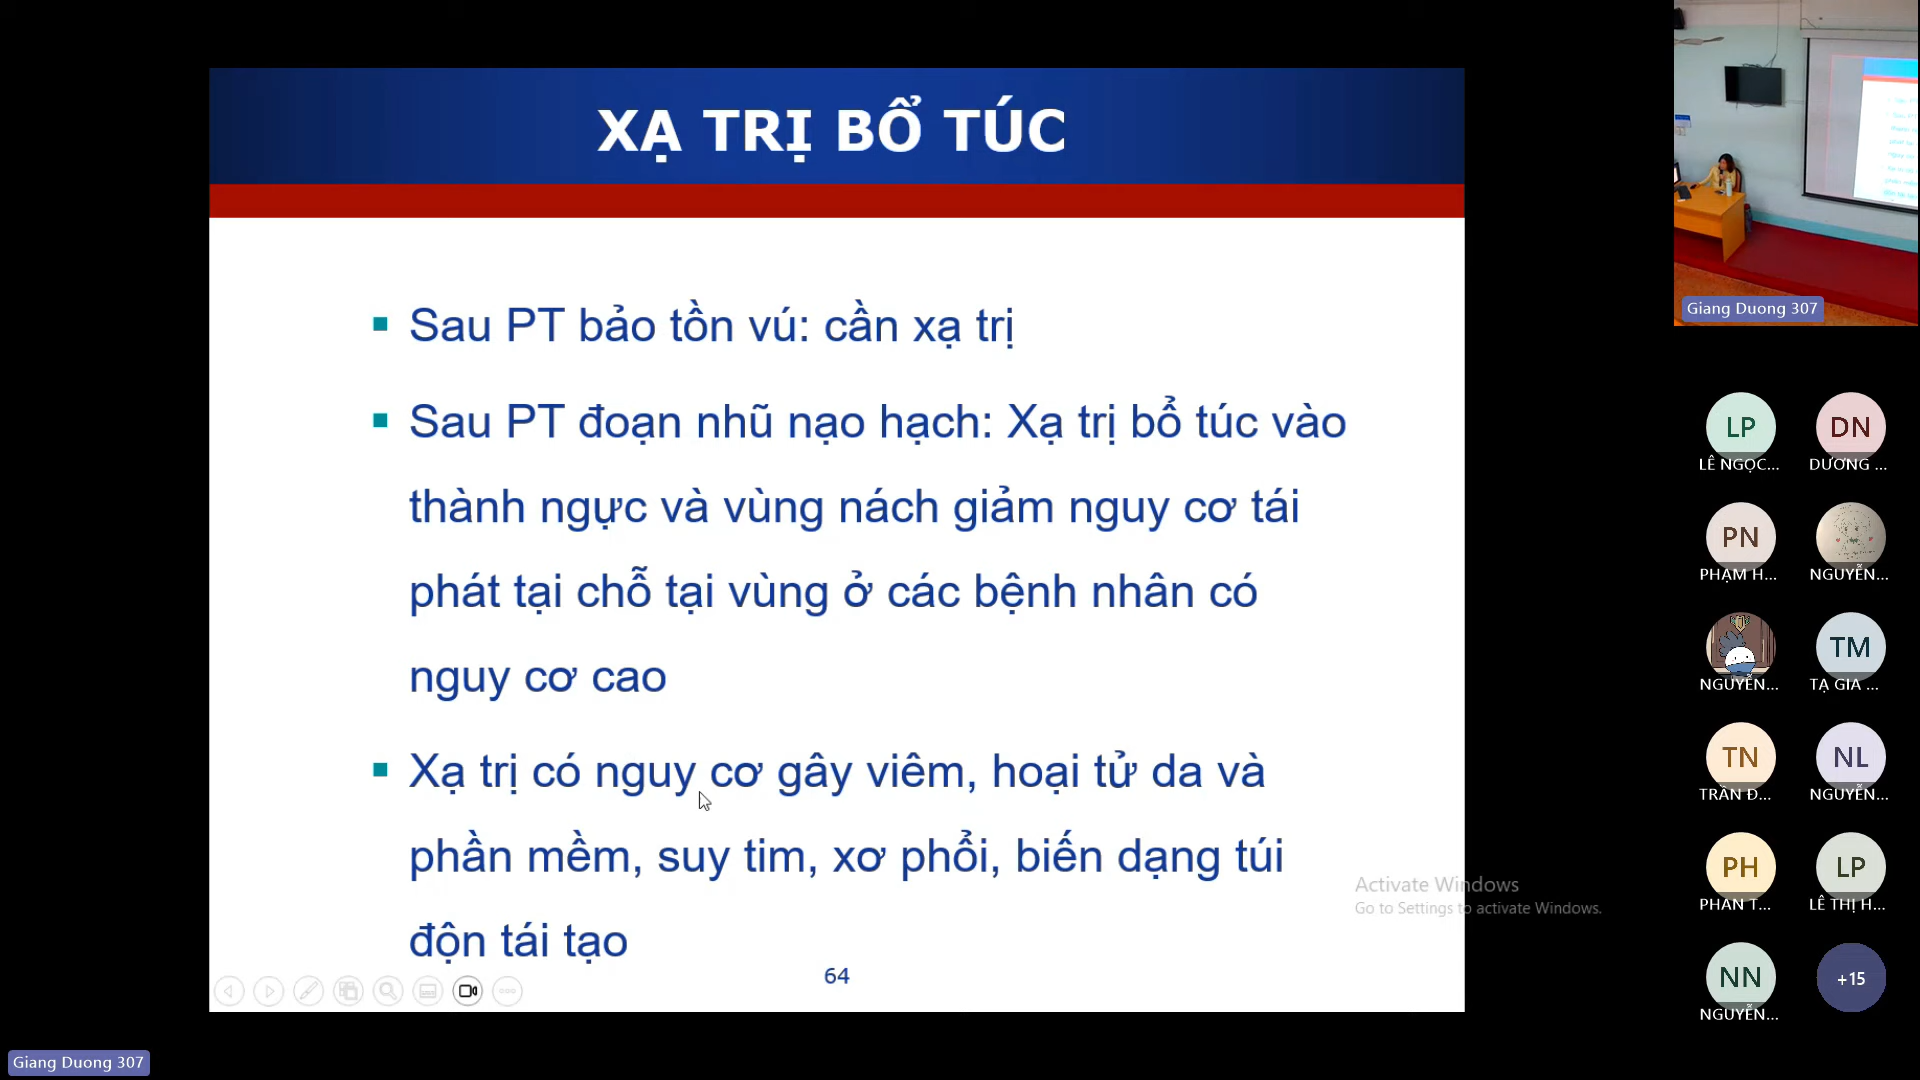 XẠ TRỊ BỔ TÚC
Sau PT bảo tồn vú: cần xạ trị
Sau PT đoạn nhũ nạo hạch: Xạ trị bổ túc vào
thành ngực và vùng nách giảm nguy cơ tái
phát tại chỗ tại vùng ở các bệnh nhân có
nguy cơ cao
Xạ trị có nguy cơ gây viêm, hoại tử da và
phần mềm, suy tim, xơ phổi, biến dạng túi
độn tái tạo
64
Activate Windows
Go to Settings to activate Windows.
Giang Duong 307
Giang Duong 307
LP
DN
LÊ NGỌC...
DƯƠNG ...
PN
PHẠM H...
NGUYỄN...
TM
NGUYỄN...
TẠ GIA ...
TN
NL
TRẦN Đ...
NGUYỄN...
PH
LP
PHAN T...
LÊ THỊ H...
NN
+15
NGUYỄN...